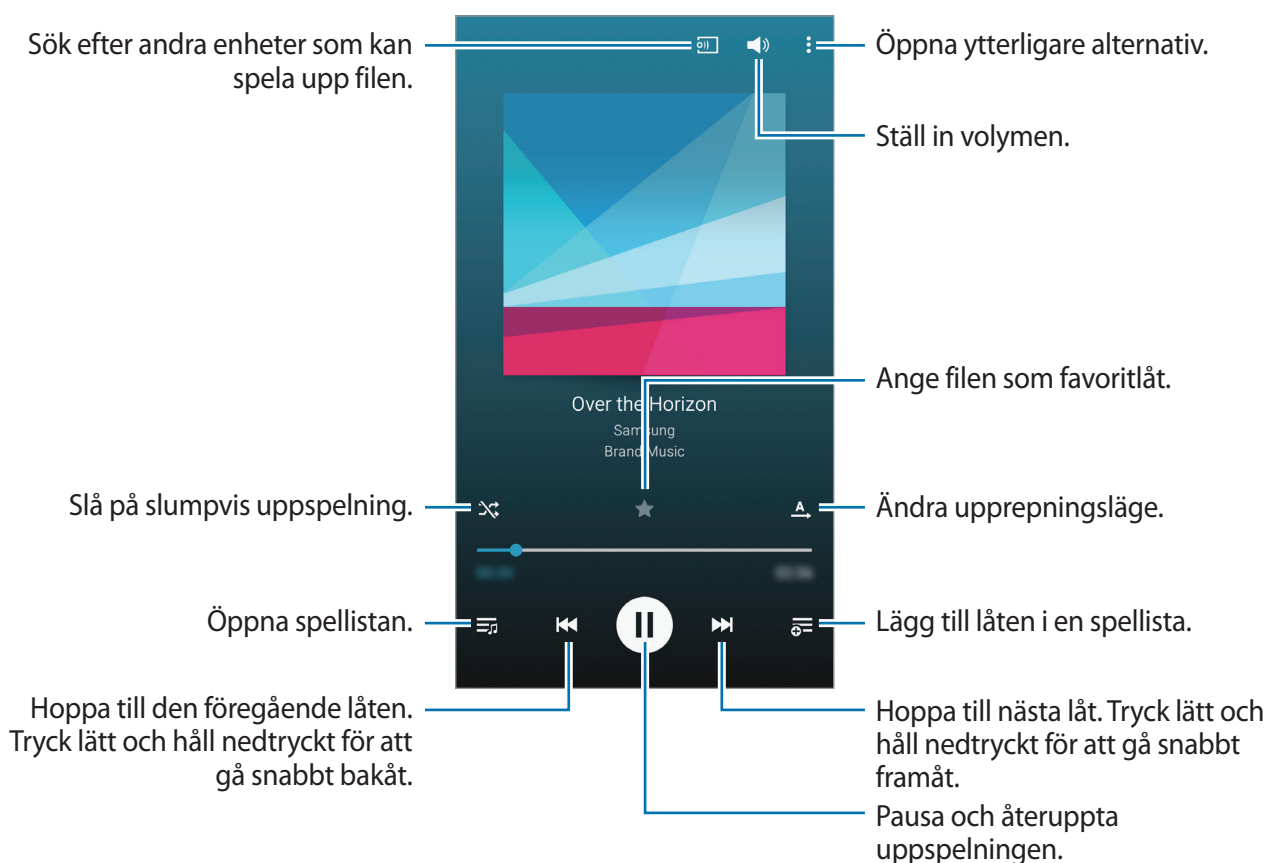 Sök efter andra enheter som kan
spela upp filen.
Öppna ytterligare alternativ.
Ställ in volymen.
Ange filen som favoritlåt.
Over the Horizon
Samsung
Brand Music
Slå på slumpvis uppspelning.
A
Ändra upprepningsläge.
Öppna spellistan.
Lägg till låten i en spellista.
Hoppa till den föregående låten.
Tryck lätt och håll nedtryckt för att
gå snabbt bakåt.
Hoppa till nästa låt. Tryck lätt och
håll nedtryckt för att gå snabbt
framåt.
Pausa och återuppta
uppspelningen.